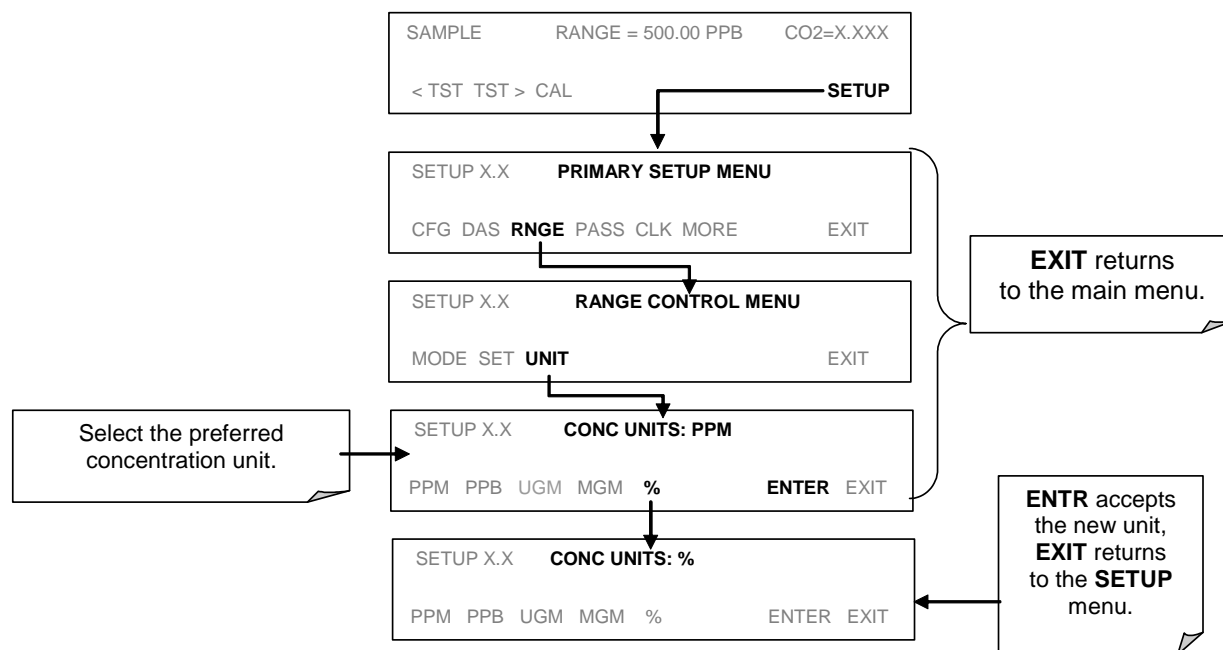 SAMPLE RANGE = 500.00 PPB CO2=X.XXX
< TST TST > CAL SETUP
SETUP X.X PRIMARY SETUP MENU
CFG DAS RNGE PASS CLK MORE EXIT
EXIT returns
to the main menu.
SETUP X.X RANGE CONTROL MENU
MODE SET UNIT EXIT
Select the preferred
concentration unit.
SETUP X.X CONC UNITS: PPM
PPM PPB UGM MGM % ENTER EXIT
ENTR accepts
the new unit,
EXIT returns
to the SETUP
menu.
SETUP X.X CONC UNITS: %
PPM PPB UGM MGM % ENTER EXIT